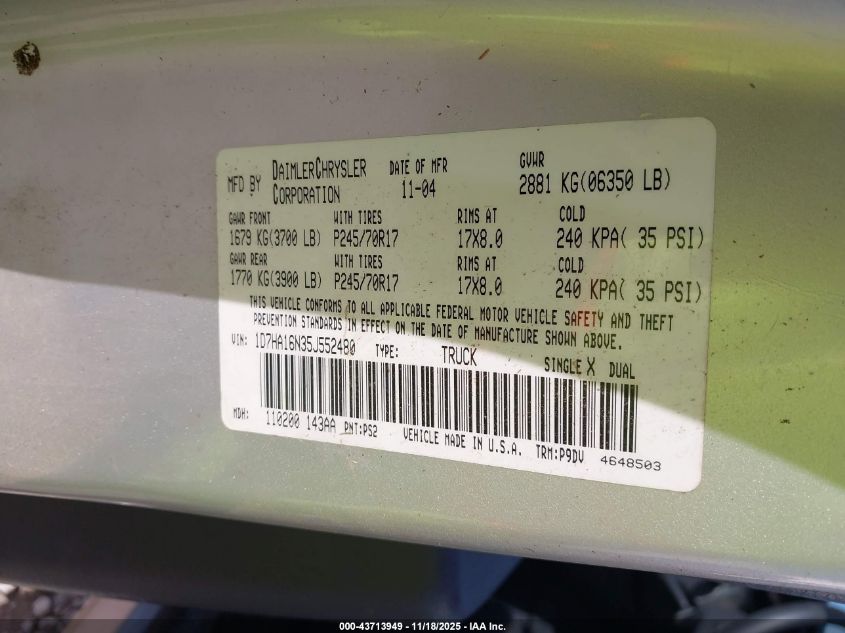 MFD BY DAIMLERCHRYSLER CORPORATION DATE OF MFR 11-04 GVWR 2881 KG(06350 LB)
GAWR FRONT WITH TIRES RIMS AT COLD
1679 KG(3700 LB) P245/70R17 17X8.0 240 KPA( 35 PSI)
GAWR REAR WITH TIRES RIMS AT COLD
1770 KG(3900 LB) P245/70R17 17X8.0 240 KPA( 35 PSI)
THIS VEHICLE CONFORMS TO ALL APPLICABLE FEDERAL MOTOR VEHICLE SAFETY AND THEFT
PREVENTION STANDARDS IN EFFECT ON THE DATE OF MANUFACTURE SHOWN ABOVE.
VIN: 1D7HA16N35J552480 TYPE: TRUCK SINGLE X DUAL
MDH: 110200 143AA PNT:PS2 VEHICLE MADE IN U.S.A. TRM:P9DV 4648503
000-43713949 - 11/18/2025 - IAA Inc.